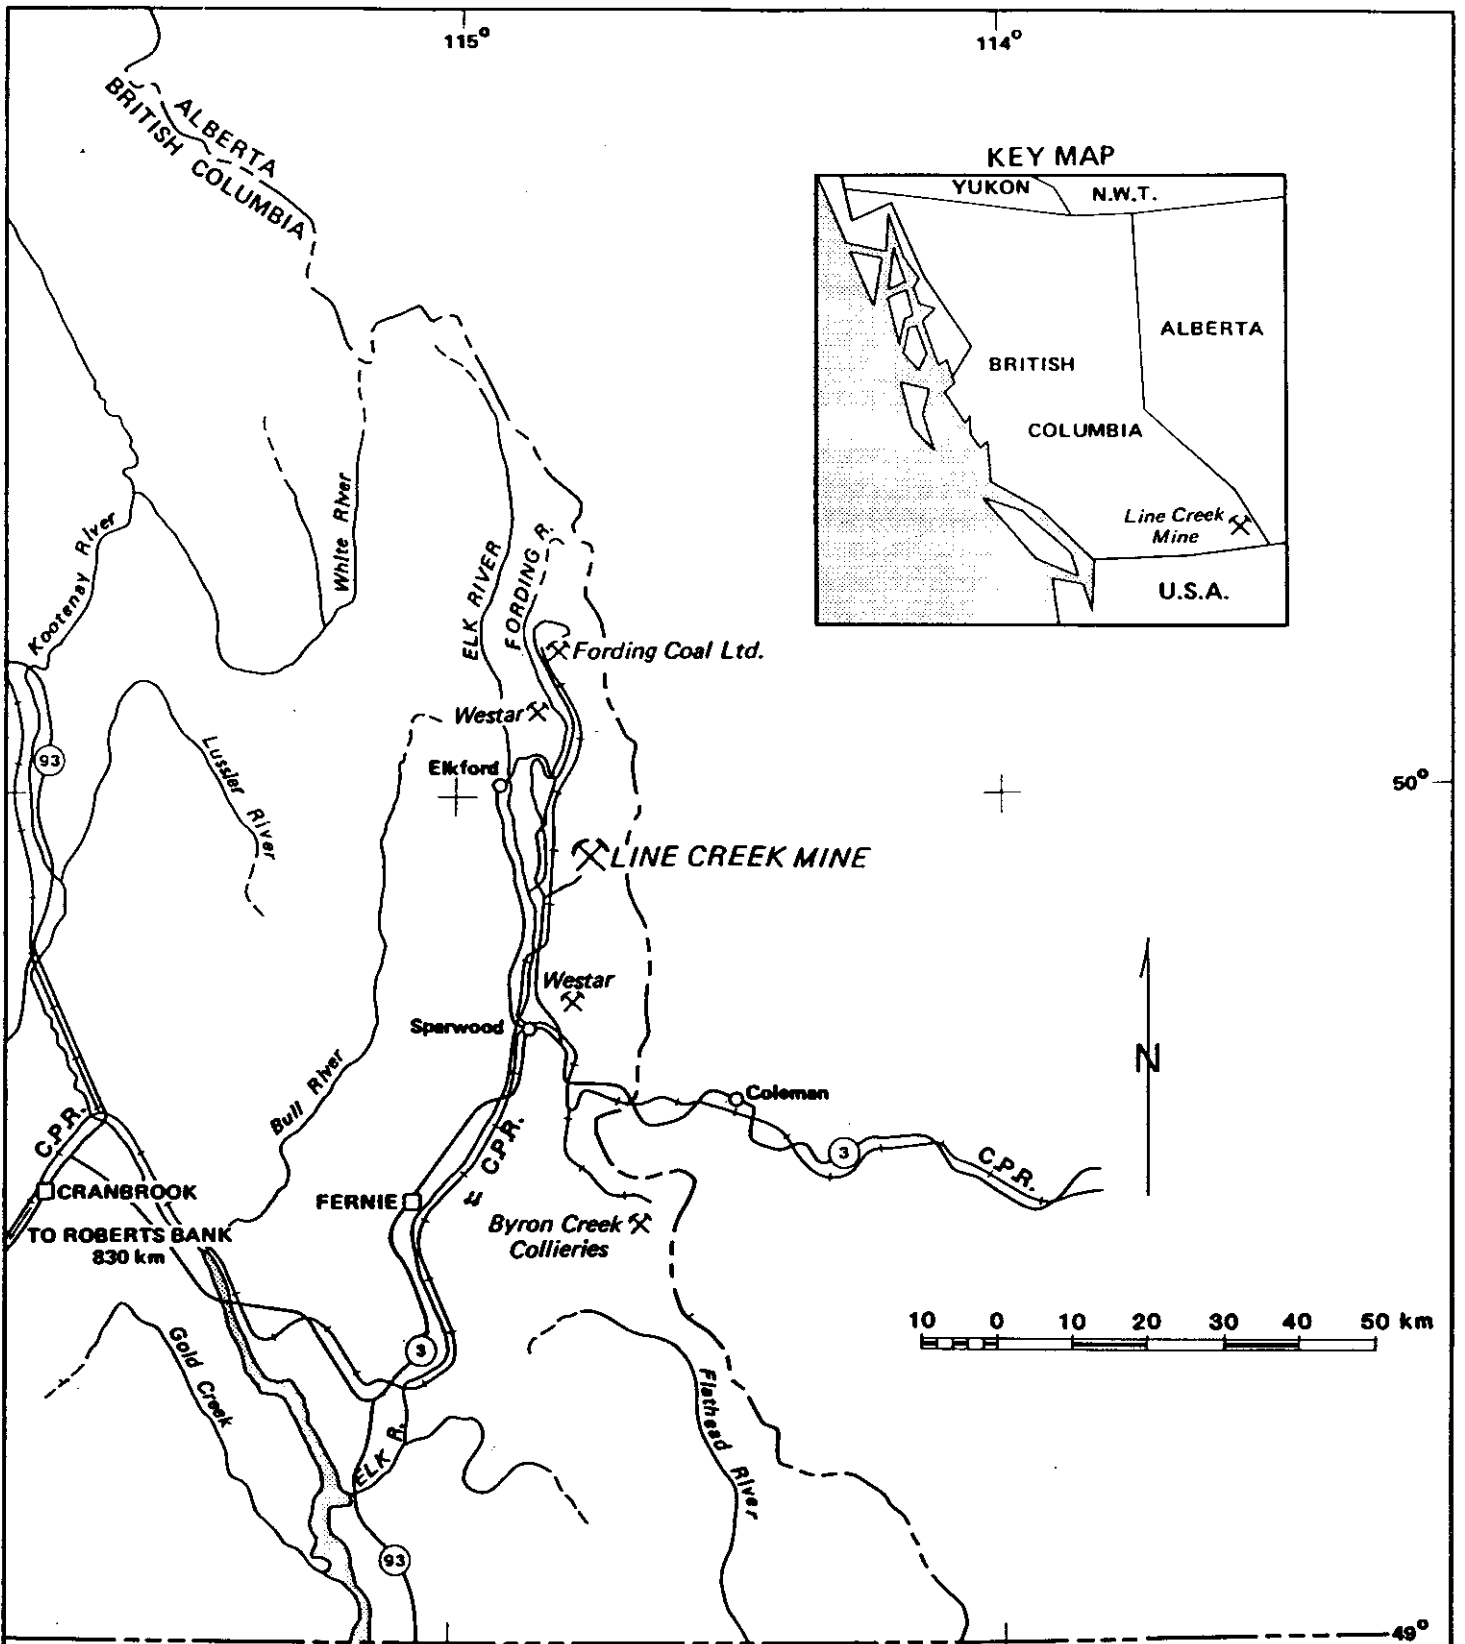 115°
114°
ALBERTA
BRITISH COLUMBIA
KEY MAP
YUKON
N.W.T.
ALBERTA
BRITISH
COLUMBIA
Line Creek
Mine
U.S.A.
Kootenay River
White River
ELK RIVER
FORDING R.
Fording Coal Ltd.
Westar
93
Lussier River
Elkford
50°
LINE CREEK MINE
Westar
Sparwood
N
Bull River
Coleman
C.P.R.
C.P.R.
3
C.P.R.
CRANBROOK
FERNIE
TO ROBERTS BANK
830 km
Byron Creek
Collieries
10 0 10 20 30 40 50 km
Gold Creek
3
Flathead River
ELK R.
93
49°